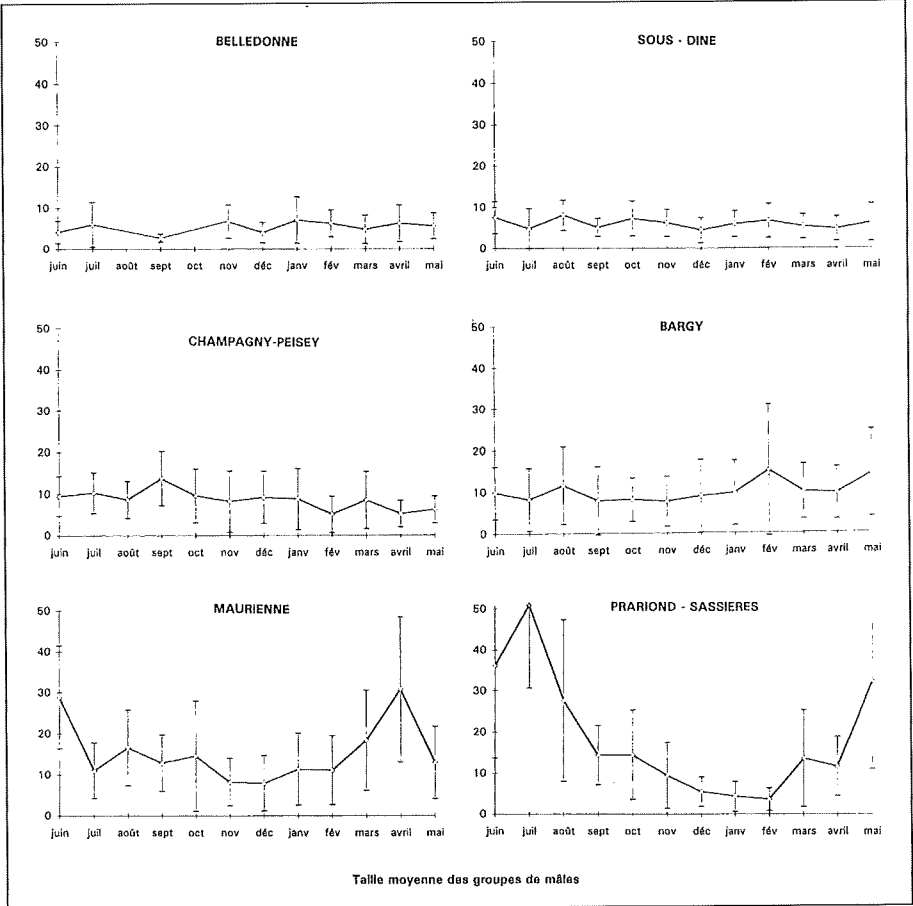 BELLEDONNE
50
40
30
20
10
0
juin juil août sept oct nov déc janv fév mars avril mai
SOUS - DINE
50
40
30
20
10
0
juin juil août sept oct nov déc janv fév mars avril mai
CHAMPAGNY-PEISEY
50
40
30
20
10
0
juin juil août sept oct nov déc janv fév mars avril mai
BARGY
50
40
30
20
10
0
juin juil août sept oct nov déc janv fév mars avril mai
MAURIENNE
50
40
30
20
10
0
juin juil août sept oct nov déc janv fév mars avril mai
PRARIOND - SASSIERES
50
40
30
20
10
0
juin juil août sept oct nov déc janv fév mars avril mai
Taille moyenne des groupes de mâles